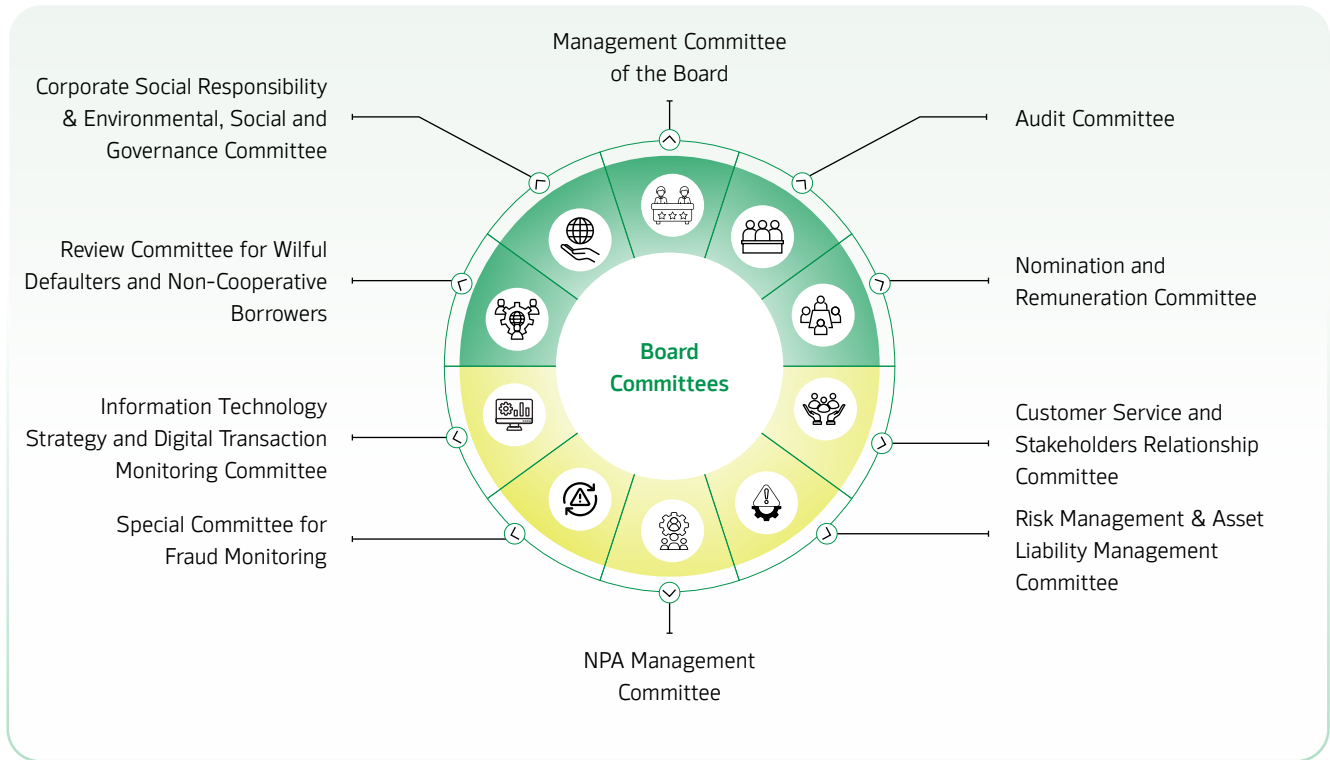 Management Committee
of the Board
Corporate Social Responsibility
& Environmental, Social and
Governance Committee
Audit Committee
Review Committee for Wilful
Defaulters and Non-Cooperative
Borrowers
Nomination and
Remuneration Committee
Board
Committees
Information Technology
Strategy and Digital Transaction
Monitoring Committee
Customer Service and
Stakeholders Relationship
Committee
Special Committee for
Fraud Monitoring
Risk Management & Asset
Liability Management
Committee
NPA Management
Committee